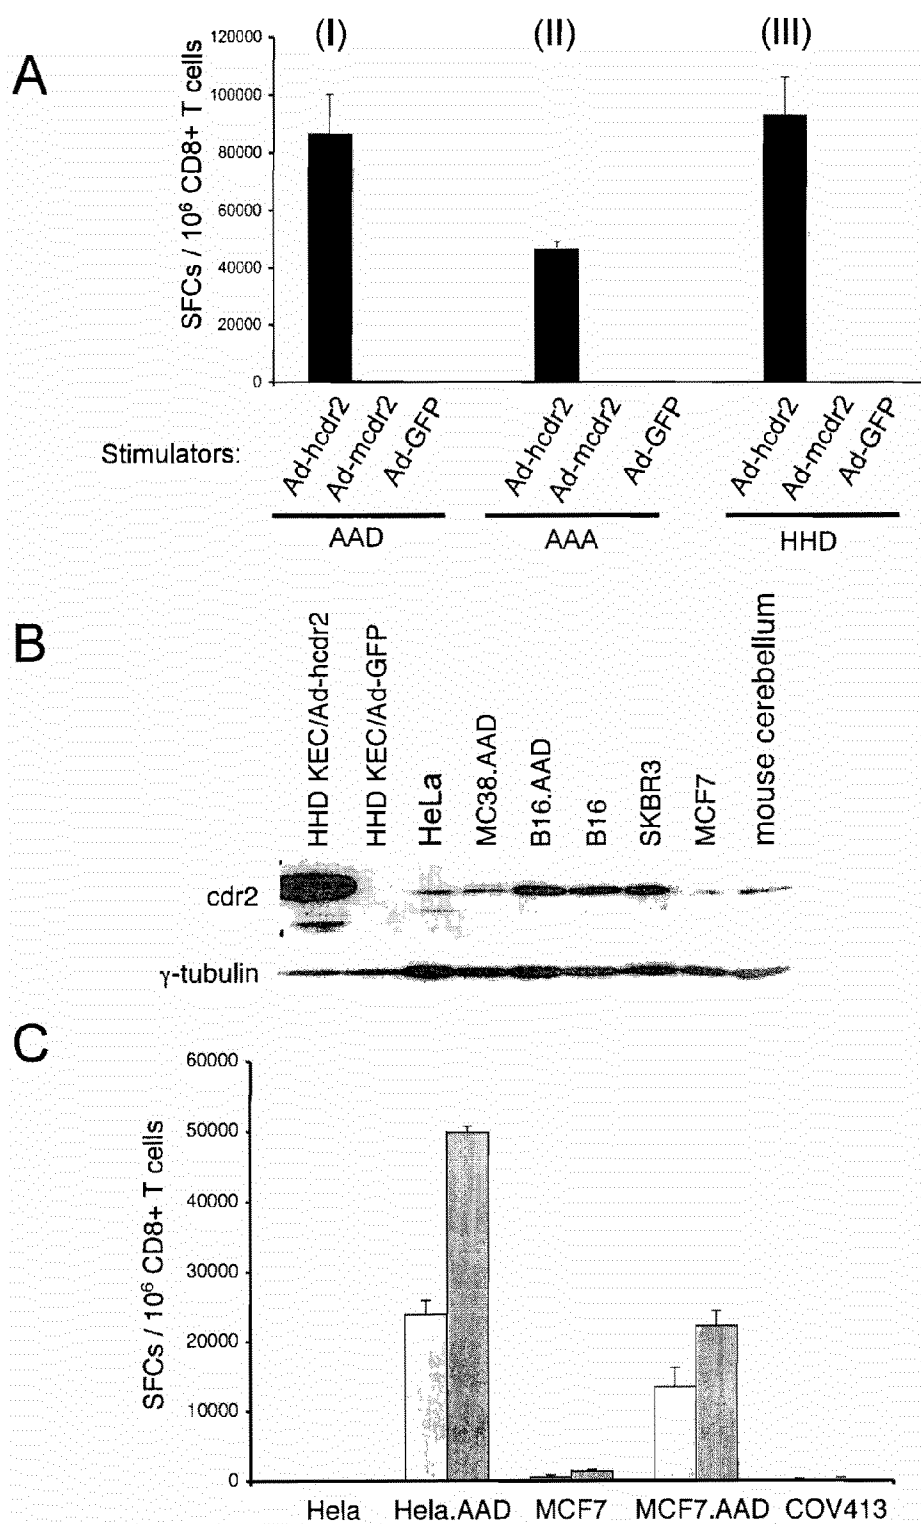 A
(I) (II) (III)
SFCs / 10⁶ CD8+ T cells
120000
100000
80000
60000
40000
20000
0
Stimulators:
Ad-hcdr2 Ad-mcdr2 Ad-GFP Ad-hcdr2 Ad-mcdr2 Ad-GFP Ad-hcdr2 Ad-mcdr2 Ad-GFP
AAD AAA HHD
B
HHD KEC/Ad-hcdr2
HHD KEC/Ad-GFP
HeLa
MC38.AAD
B16.AAD
B16
SKBR3
MCF7
mouse cerebellum
cdr2
γ-tubulin
C
SFCs / 10⁶ CD8+ T cells
60000
50000
40000
30000
20000
10000
0
Hela Hela.AAD MCF7 MCF7.AAD COV413